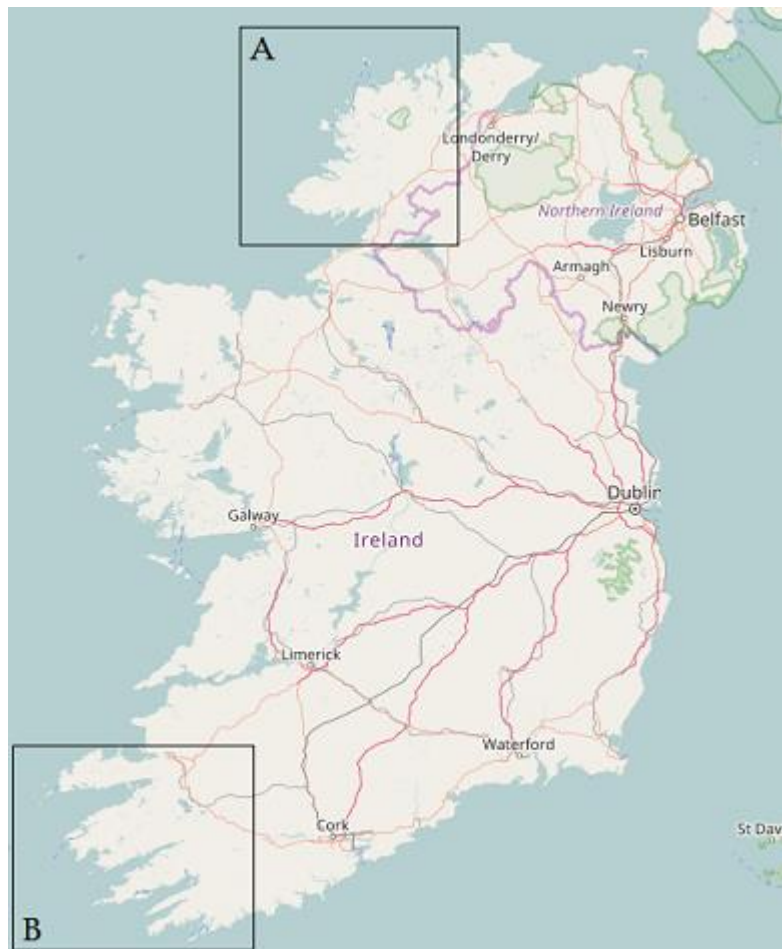 A
Londonderry/
Derry
Northern Ireland
Belfast
Lisburn
Armagh
Newry
Dublin
Galway
Ireland
Limerick
Waterford
Cork
St Dav
B